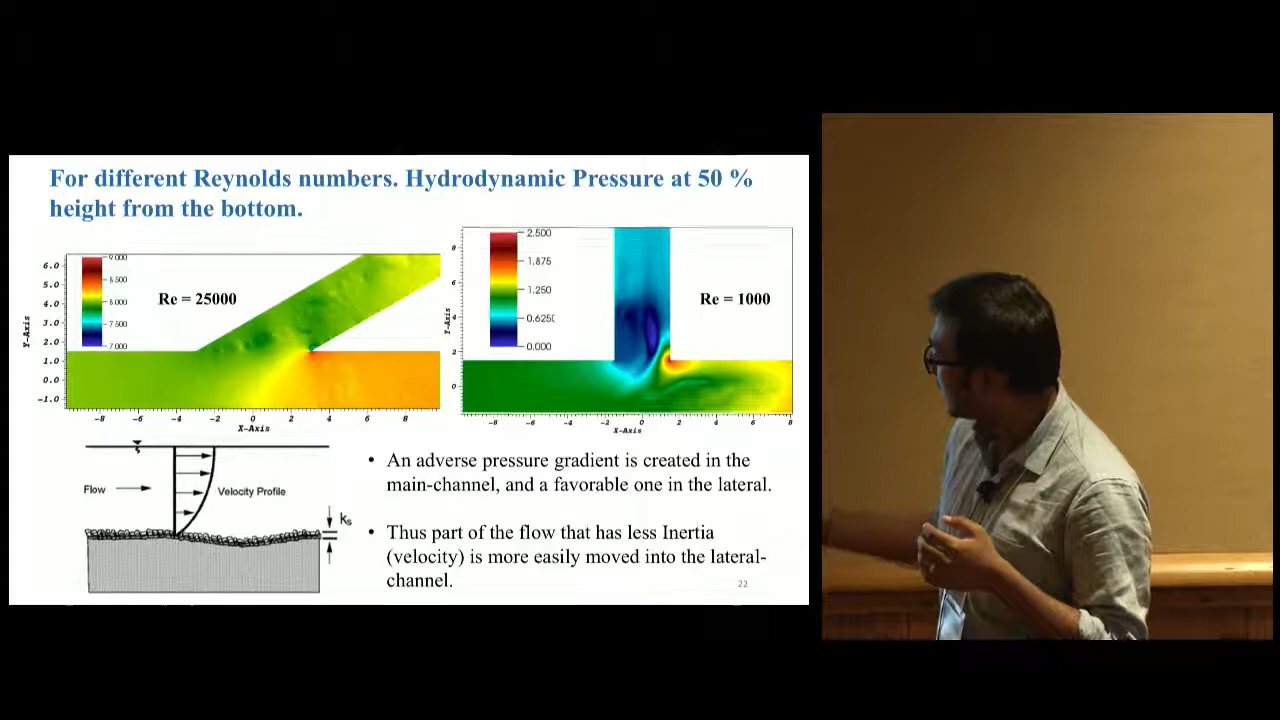 For different Reynolds numbers. Hydrodynamic Pressure at 50 %
height from the bottom.
9.000
8.500
8.000
7.500
7.000
Re = 25000
6.0
5.0
4.0
3.0
2.0
1.0
0.0
-1.0
Y-Axis
-8 -6 -4 -2 0 2 4 6 8
X-Axis
2.500
1.875
1.250
0.625
0.000
Re = 1000
8
6
4
2
0
Y-Axis
-8 -6 -4 -2 0 2 4 6 8
X-Axis
Flow
Velocity Profile
ks
• An adverse pressure gradient is created in the
main-channel, and a favorable one in the lateral.
• Thus part of the flow that has less Inertia
(velocity) is more easily moved into the lateral-
channel.
22